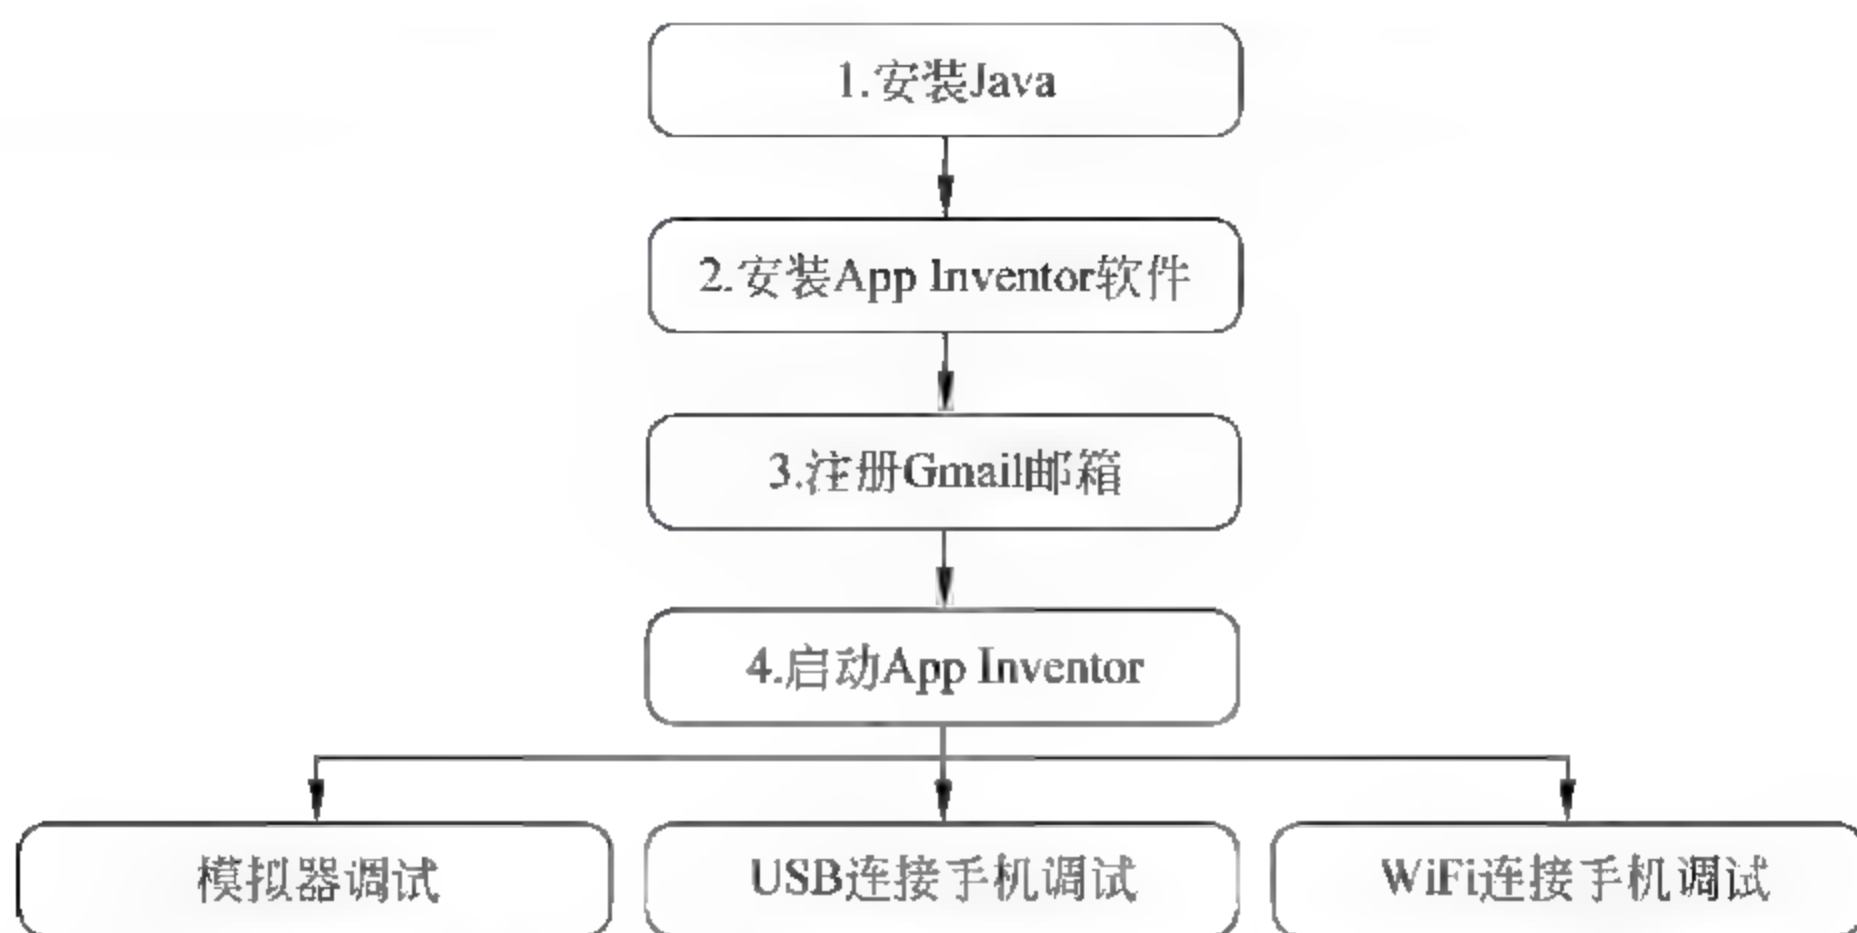 1.安装Java
2.安装App Inventor软件
3.注册Gmail邮箱
4.启动App Inventor
模拟器调试
USB连接手机调试
WiFi连接手机调试